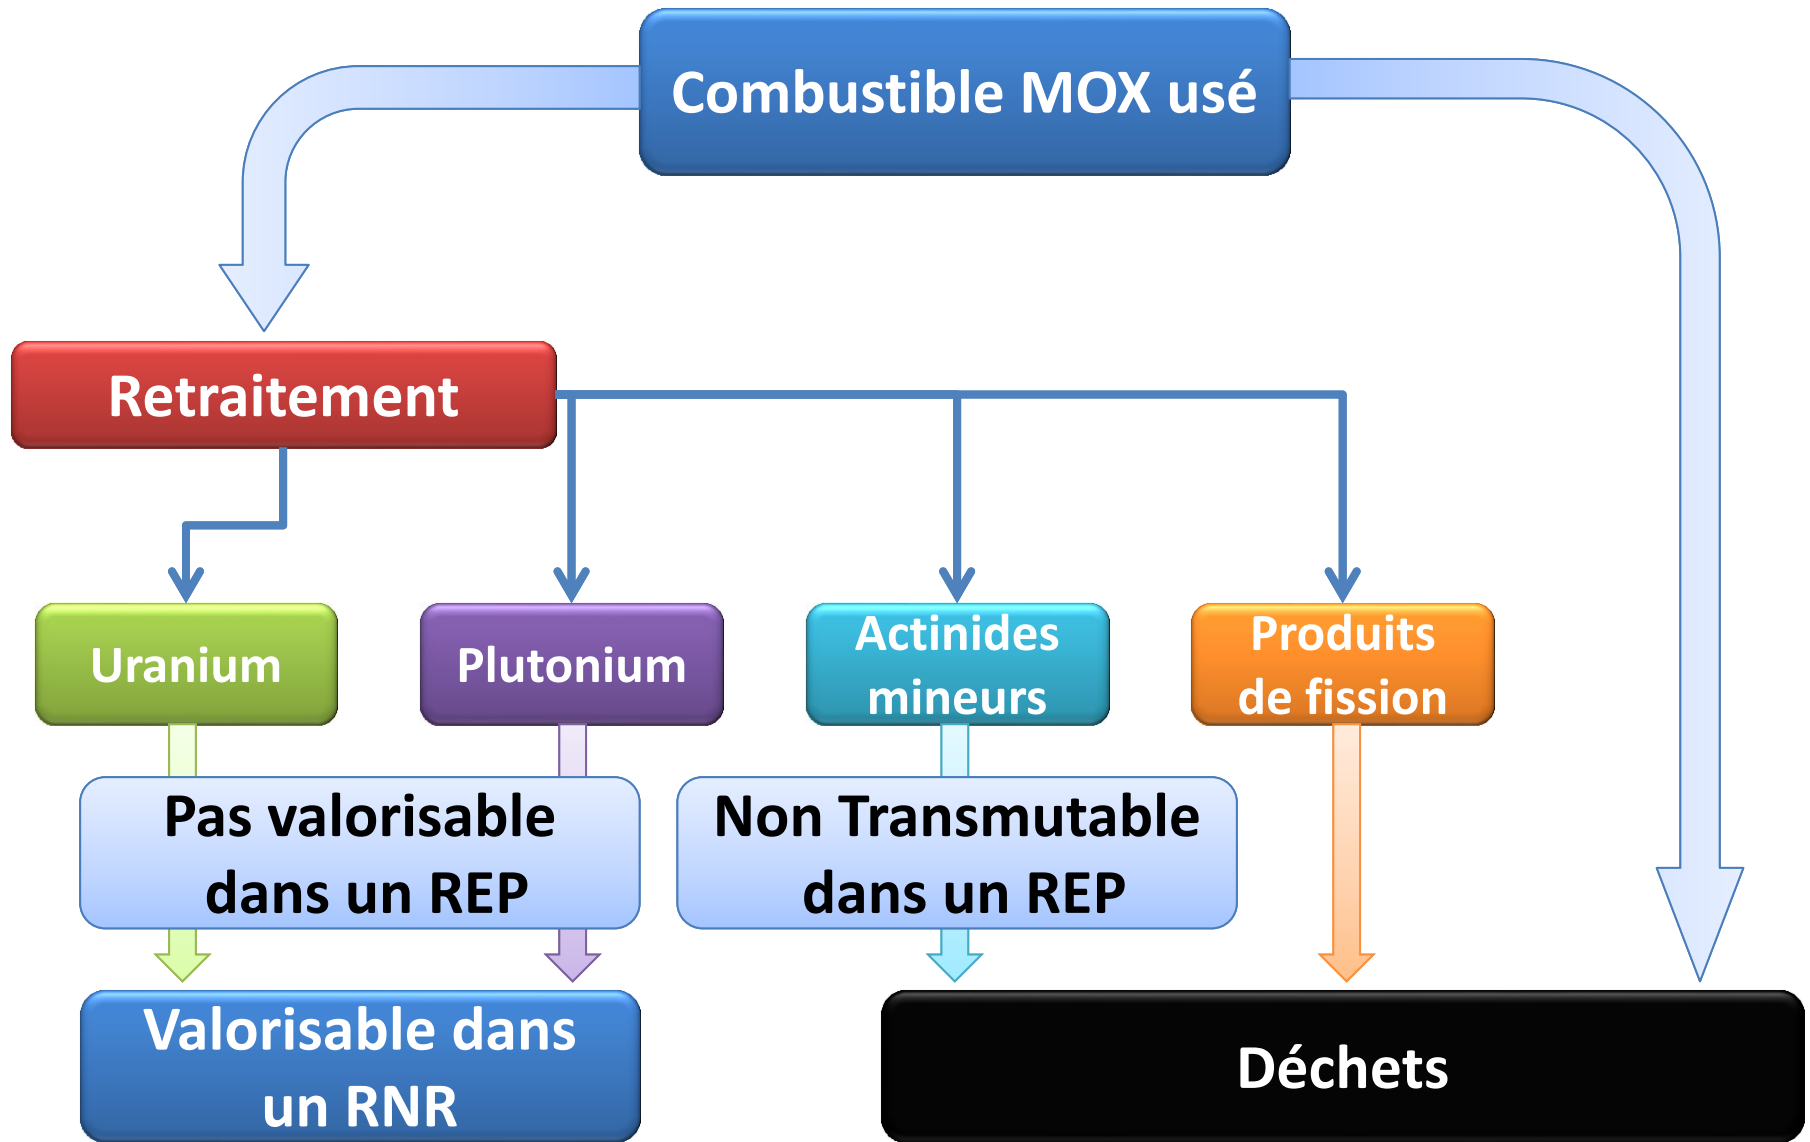 Combustible MOX usé
Retraitement
Uranium
Plutonium
Actinides
mineurs
Produits
de fission
Pas valorisable
dans un REP
Non Transmutable
dans un REP
Valorisable dans
un RNR
Déchets